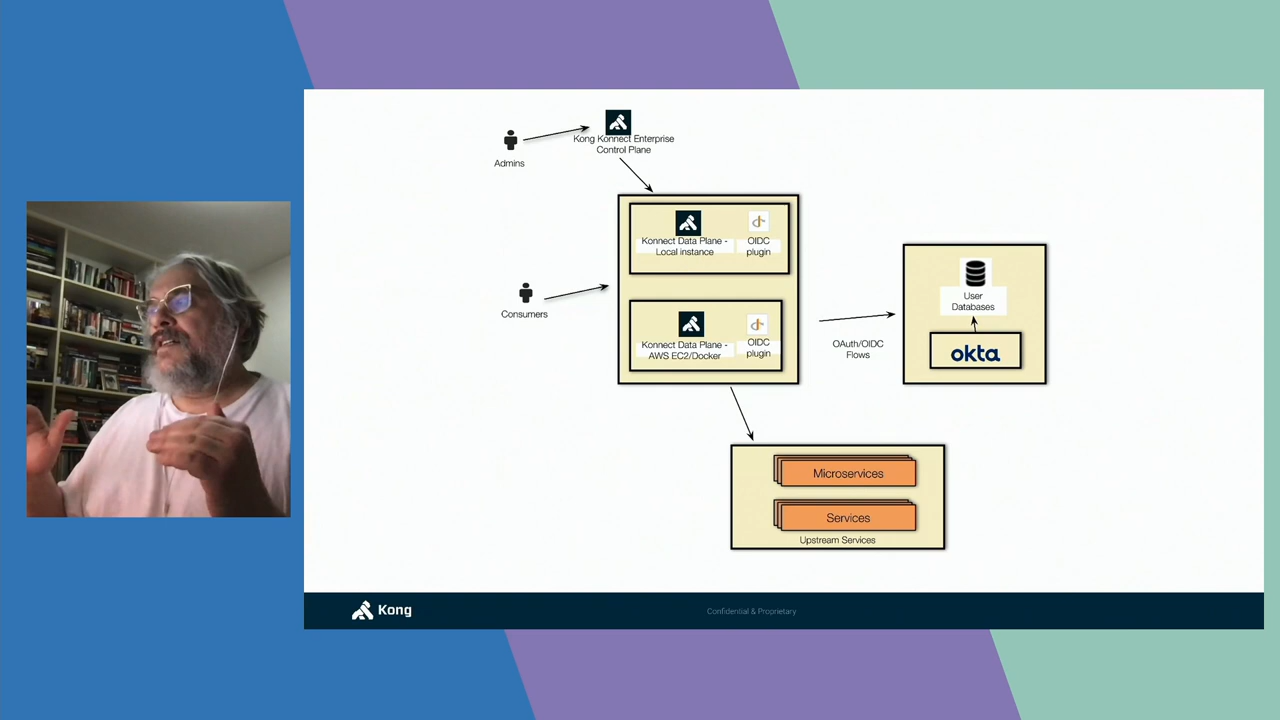 Kong Konnect Enterprise
Control Plane
Admins
Konnect Data Plane -
Local instance
OIDC
plugin
Consumers
Konnect Data Plane -
AWS EC2/Docker
OIDC
plugin
OAuth/OIDC
Flows
User
Databases
okta
Microservices
Services
Upstream Services
Kong
Confidential & Proprietary